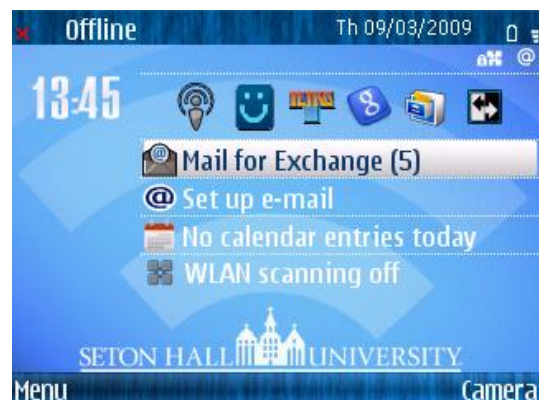 Offline Th 09/03/2009
13:45
TETRIS
Mail for Exchange (5)
@ Set up e-mail
No calendar entries today
WLAN scanning off
SETON HALL UNIVERSITY
Menu Camera